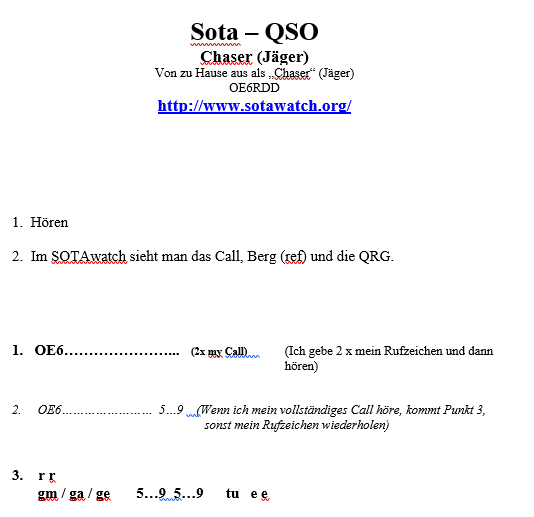 Sota – QSO
Chaser (Jäger)
Von zu Hause aus als „Chaser“ (Jäger)
OE6RDD
http://www.sotawatch.org/
1. Hören
2. Im SOTAwatch sieht man das Call, Berg (ref) und die QRG.
1. OE6…………………... (2x my Call)…. (Ich gebe 2 x mein Rufzeichen und dann
hören)
2. OE6…………………… 5…9 (Wenn ich mein vollständiges Call höre, kommt Punkt 3,
sonst mein Rufzeichen wiederholen)
3. r r
gm / ga / ge 5…9 5…9 tu e e